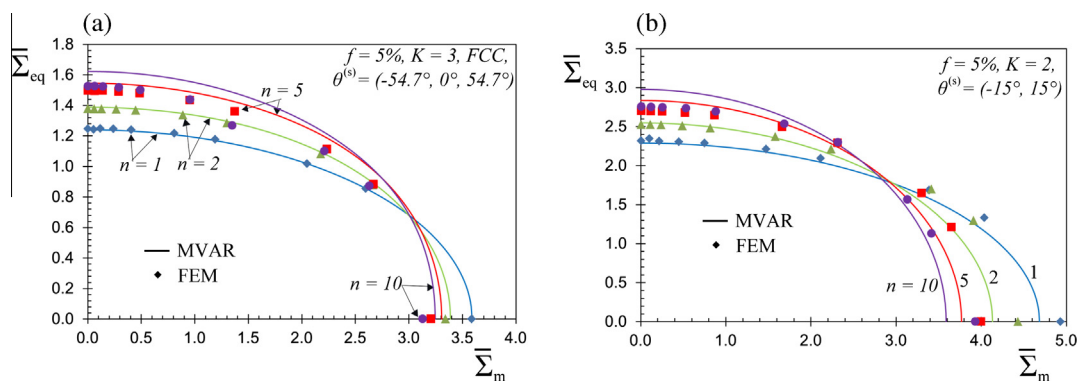 (a)
Σ̅eq
1.8
1.6
1.4
1.2
1.0
0.8
0.6
0.4
0.2
0.0
f = 5%, K = 3, FCC,
θ(s) = (-54.7°, 0°, 54.7°)
n = 5
n = 1
n = 2
MVAR
FEM
n = 10
0.0 0.5 1.0 1.5 2.0 2.5 3.0 3.5 4.0
Σ̅m
(b)
Σ̅eq
3.5
3.0
2.5
2.0
1.5
1.0
0.5
0.0
f = 5%, K = 2,
θ(s) = (-15°, 15°)
MVAR
FEM
n = 10
5
2
1
0.0 1.0 2.0 3.0 4.0 5.0
Σ̅m